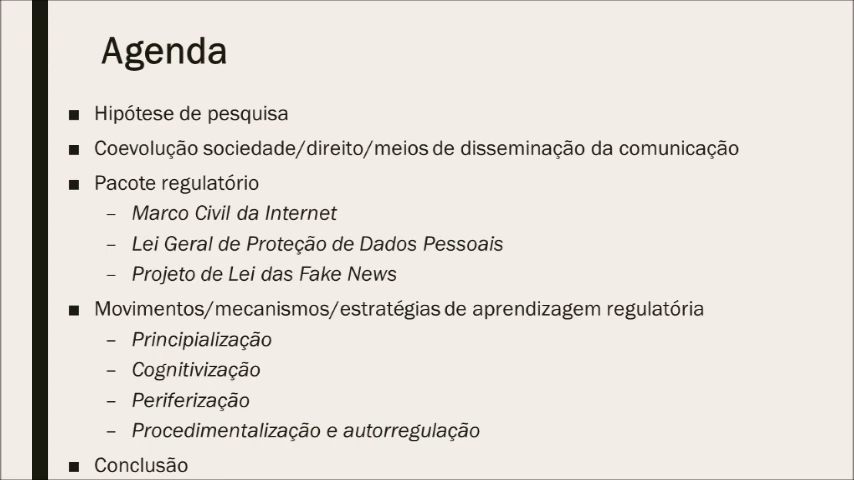 Agenda
■ Hipótese de pesquisa
■ Coevolução sociedade/direito/meios de disseminação da comunicação
■ Pacote regulatório
– Marco Civil da Internet
– Lei Geral de Proteção de Dados Pessoais
– Projeto de Lei das Fake News
■ Movimentos/mecanismos/estratégias de aprendizagem regulatória
– Principialização
– Cognitivização
– Periferização
– Procedimentalização e autorregulação
■ Conclusão